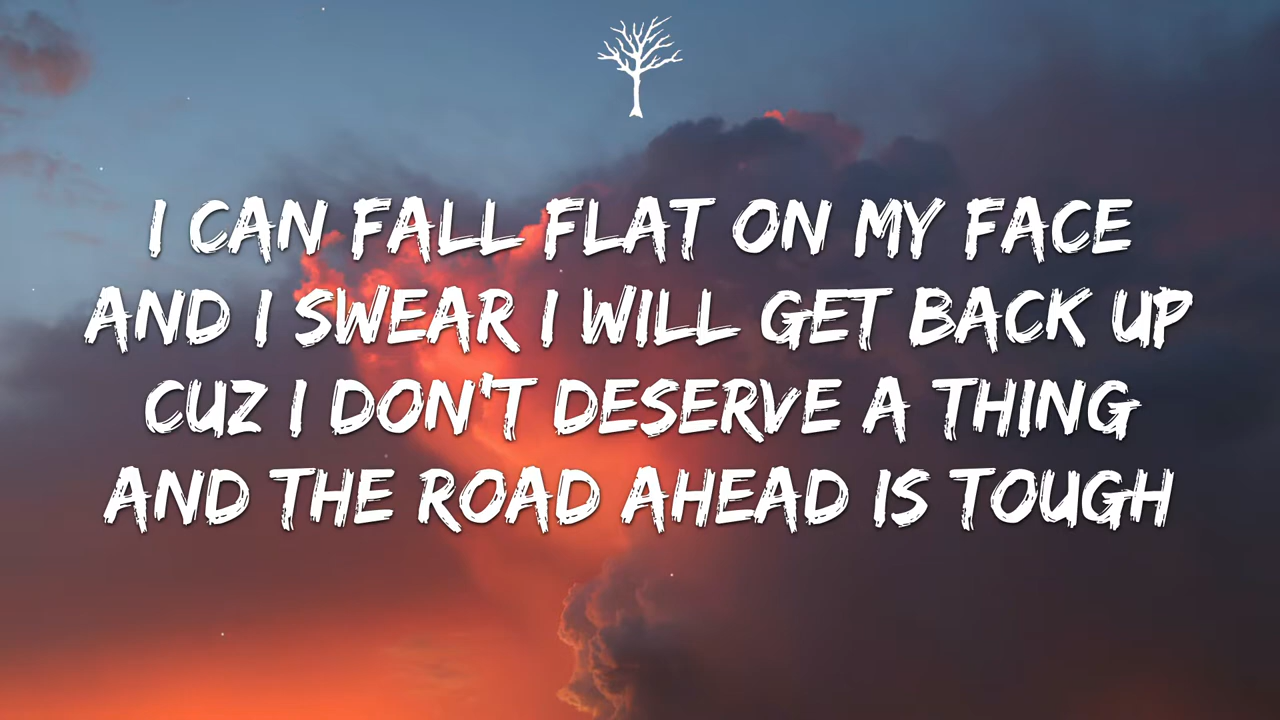 I CAN FALL FLAT ON MY FACE
AND I SWEAR I WILL GET BACK UP
CUZ I DON'T DESERVE A THING
AND THE ROAD AHEAD IS TOUGH